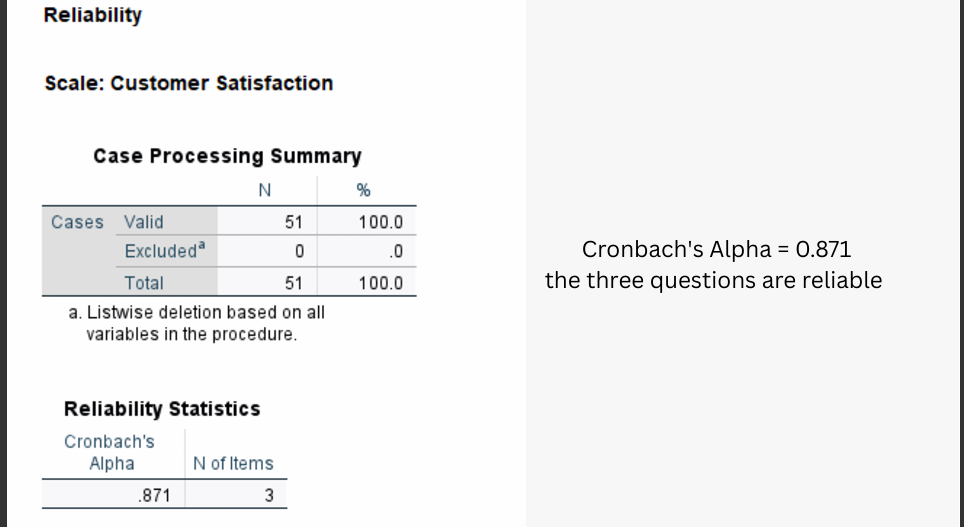 Reliability
Scale: Customer Satisfaction
Case Processing Summary
N %
Cases Valid 51 100.0
Excludedª 0 .0
Total 51 100.0
a. Listwise deletion based on all
variables in the procedure.
Reliability Statistics
Cronbach's
Alpha N of Items
.871 3
Cronbach's Alpha = 0.871
the three questions are reliable